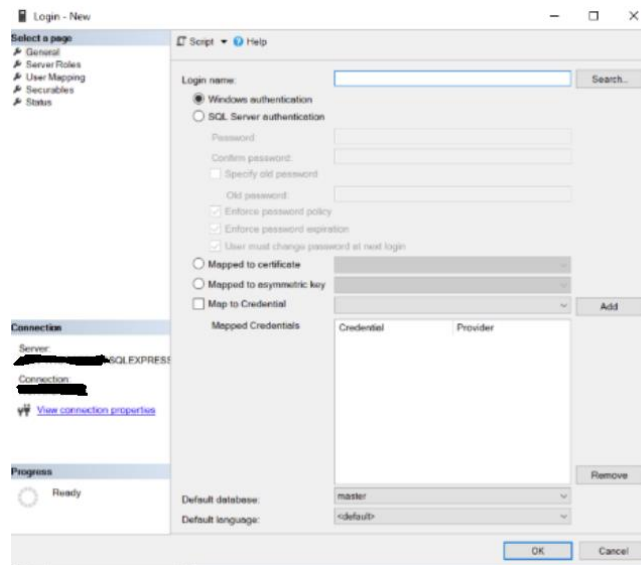 Login - New
Select a page
General
Server Roles
User Mapping
Securables
Status
Script Help
Login name:
Search...
Windows authentication
SQL Server authentication
Password:
Confirm password:
Specify old password
Old password:
Enforce password policy
Enforce password expiration
User must change password at next login
Mapped to certificate
Mapped to asymmetric key
Map to Credential
Add
Mapped Credentials
Credential Provider
Remove
Default database:
master
Default language:
<default>
Connection
Server:
SQLEXPRESS
Connection:
View connection properties
Progress
Ready
OK
Cancel